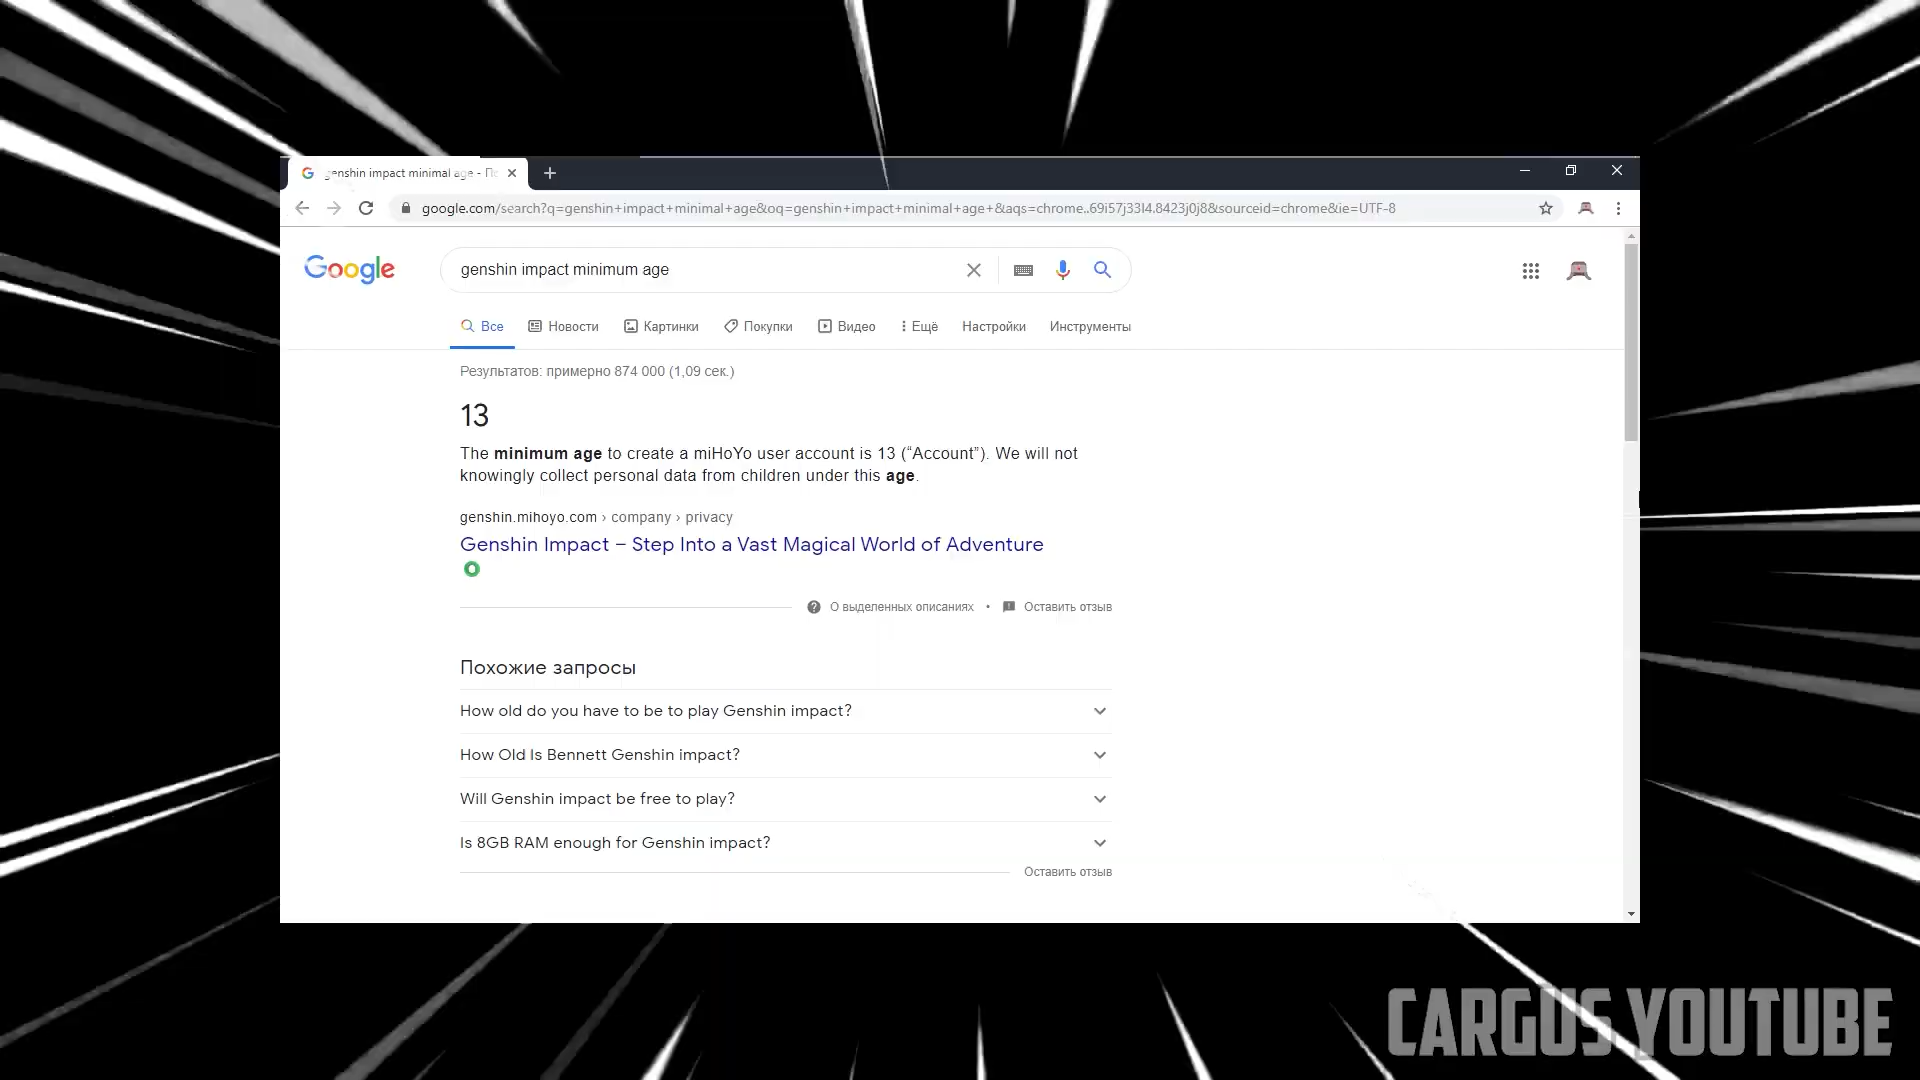 genshin impact minimal age - По
google.com/search?q=genshin+impact+minimal+age&oq=genshin+impact+minimal+age+&aqs=chrome..69i57j33l4.8423j0j8&sourceid=chrome&ie=UTF-8
Google
genshin impact minimum age
Все Новости Картинки Покупки Видео Ещё Настройки Инструменты
Результатов: примерно 874 000 (1,09 сек.)
13
The minimum age to create a miHoYo user account is 13 (“Account”). We will not
knowingly collect personal data from children under this age.
genshin.mihoyo.com › company › privacy
Genshin Impact – Step Into a Vast Magical World of Adventure
О выделенных описаниях • Оставить отзыв
Похожие запросы
How old do you have to be to play Genshin impact?
How Old Is Bennett Genshin impact?
Will Genshin impact be free to play?
Is 8GB RAM enough for Genshin impact?
Оставить отзыв
CARGUS YOUTUBE